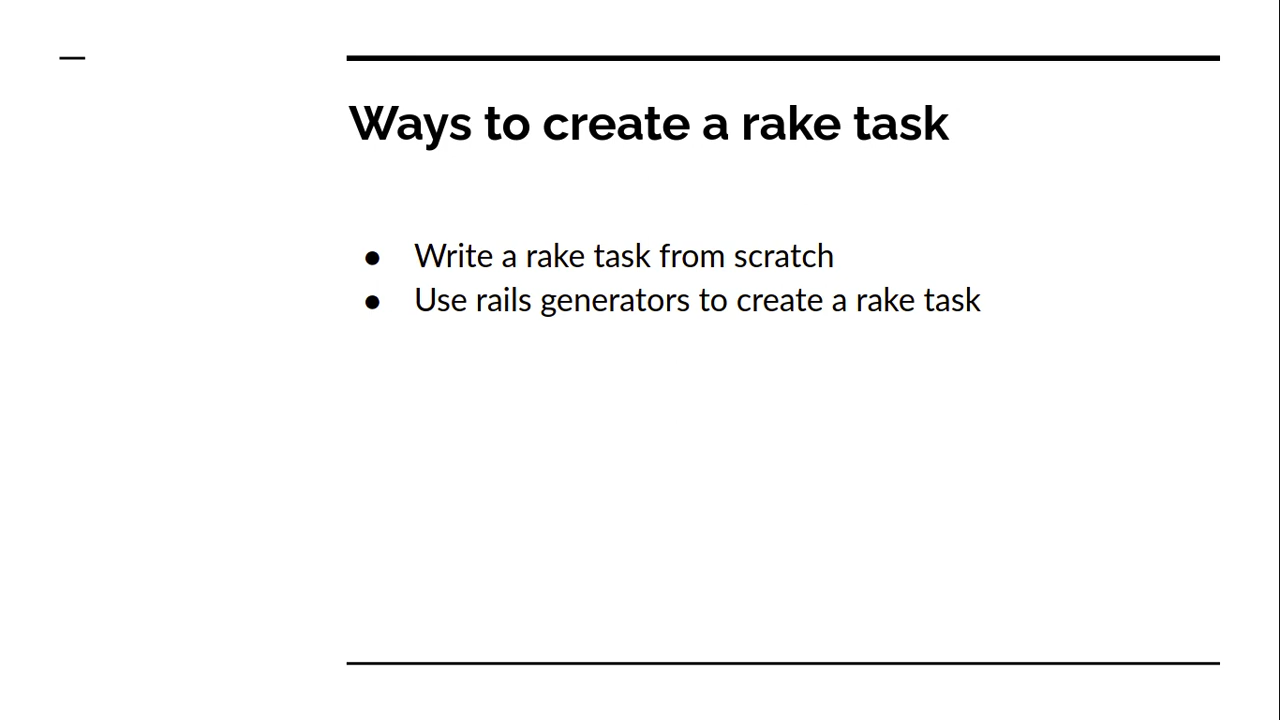 Ways to create a rake task
● Write a rake task from scratch
● Use rails generators to create a rake task